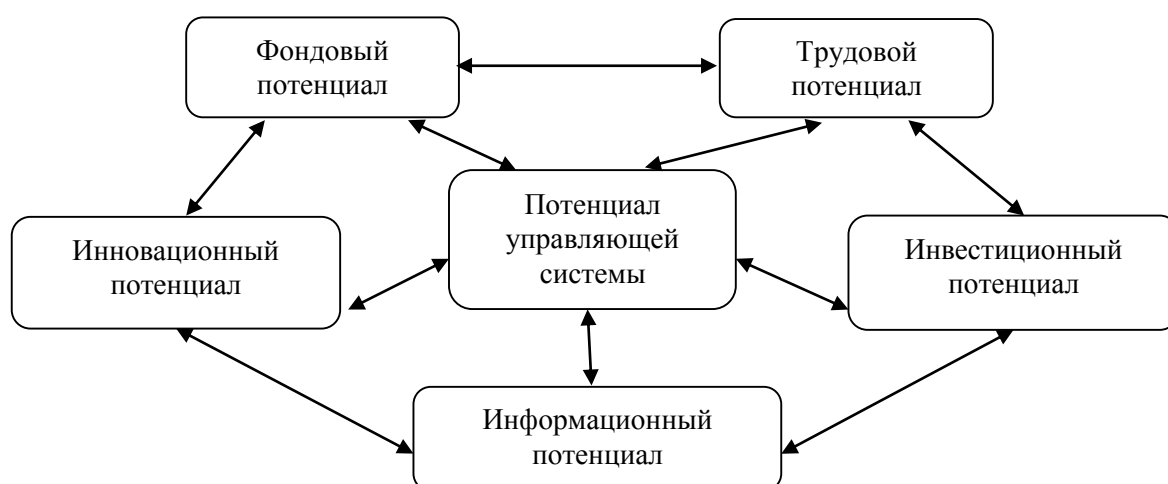 Фондовый
потенциал
Трудовой
потенциал
Потенциал
управляющей
системы
Инновационный
потенциал
Инвестиционный
потенциал
Информационный
потенциал